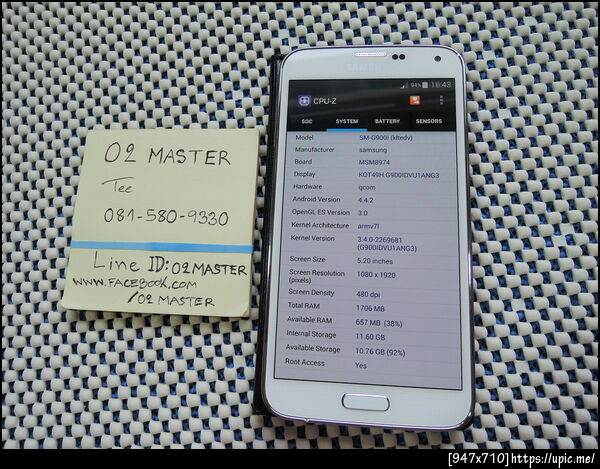 O2 MASTER
Tee
081-580-9330
Line ID: O2MASTER
WWW.FACEBOOK.COM
/O2 MASTER
SAMSUNG
94% 16:43
CPU-Z
SOC SYSTEM BATTERY SENSORS
Model SM-G900I (kltedv)
Manufacturer samsung
Board MSM8974
Display KOT49H.G900IDVU1ANG3
Hardware qcom
Android Version 4.4.2
OpenGL ES Version 3.0
Kernel Architecture armv7l
Kernel Version 3.4.0-2269681
(G900IDVU1ANG3)
Screen Size 5.20 inches
Screen Resolution 1080 x 1920
(pixels)
Screen Density 480 dpi
Total RAM 1706 MB
Available RAM 657 MB (38%)
Internal Storage 11.60 GB
Available Storage 10.76 GB (92%)
Root Access Yes
[947x710]https://upic.me/